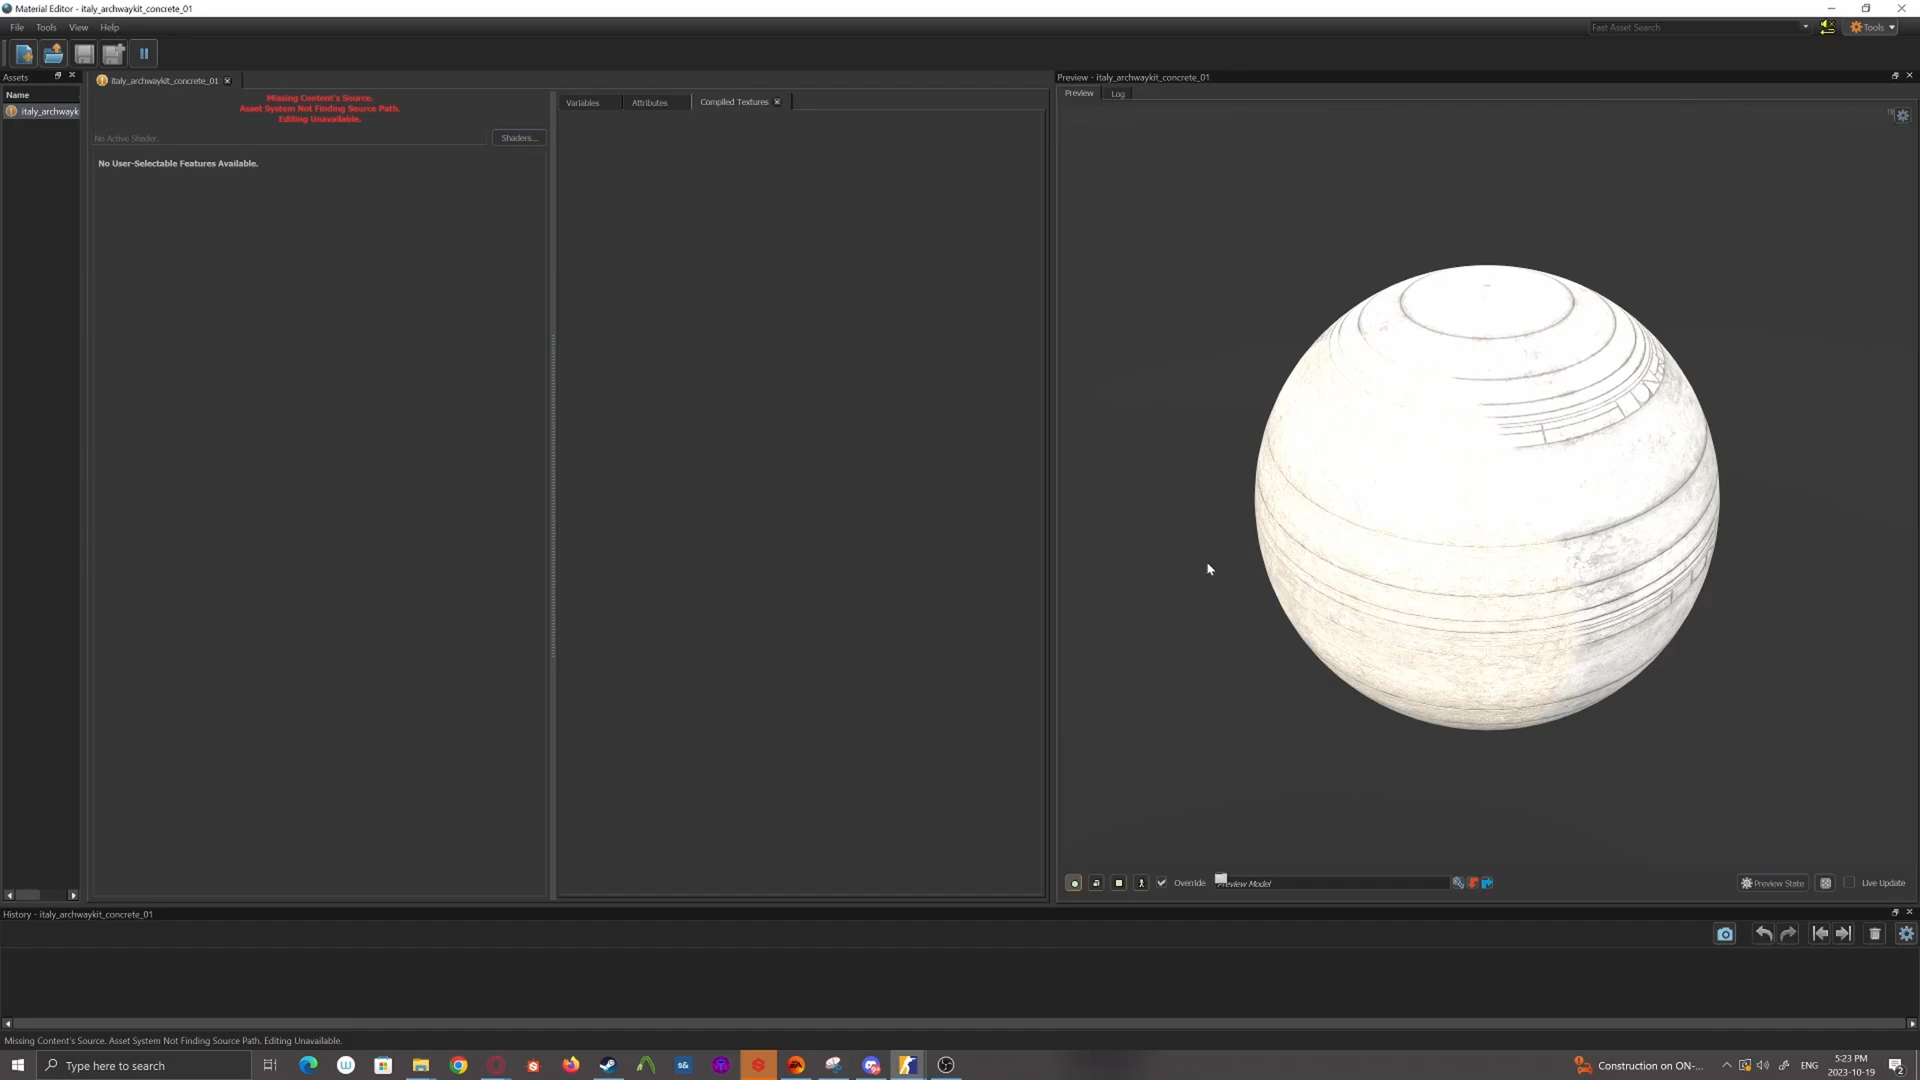 Material Editor - italy_archwaykit_concrete_01
File Tools View Help
Fast Asset Search
Tools
Assets
Name
italy_archwayk
italy_archwaykit_concrete_01
Missing Content's Source.
Asset System Not Finding Source Path.
Editing Unavailable.
No Active Shader.
Shaders...
No User-Selectable Features Available.
Variables Attributes Compiled Textures
Preview - italy_archwaykit_concrete_01
Preview Log
Override
Preview Model
Preview State
Live Update
History - italy_archwaykit_concrete_01
Missing Content's Source. Asset System Not Finding Source Path. Editing Unavailable.
Type here to search
s&
Construction on ON-...
ENG
5:23 PM
2023-10-19
2